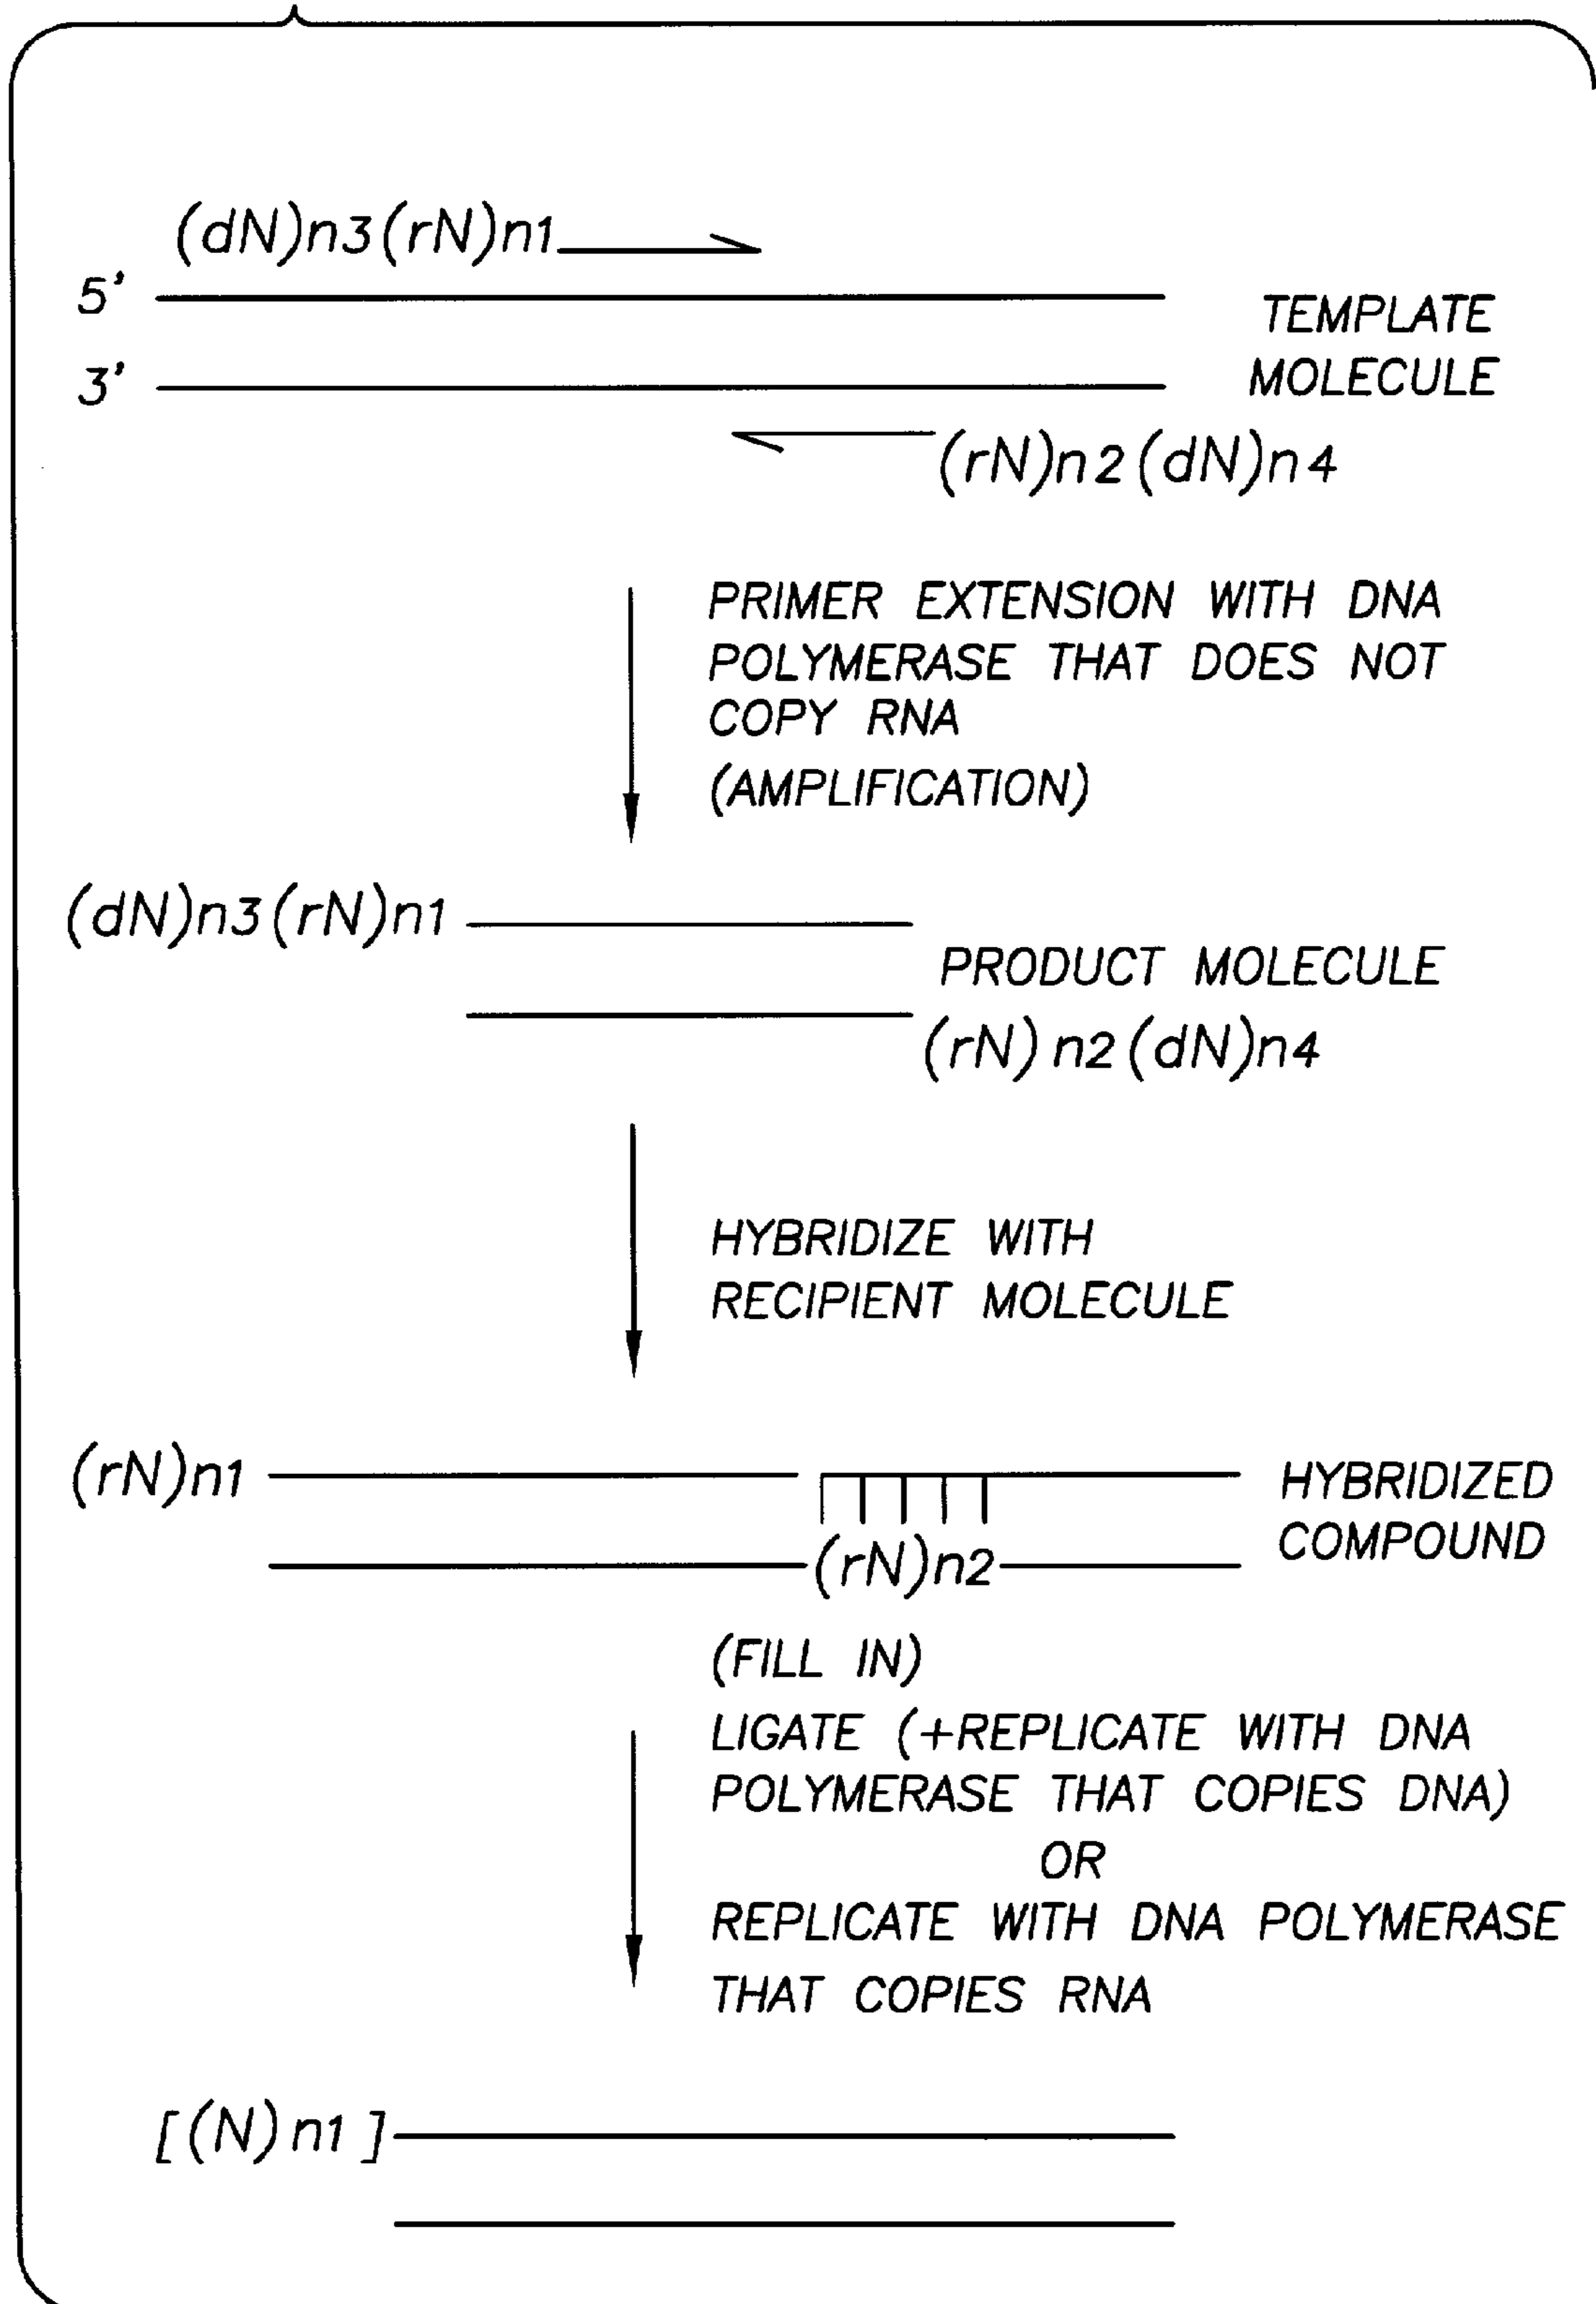 (dN)n3(rN)n1
5'
TEMPLATE
3'
MOLECULE
(rN)n2(dN)n4
PRIMER EXTENSION WITH DNA
POLYMERASE THAT DOES NOT
COPY RNA
(AMPLIFICATION)
(dN)n3(rN)n1
PRODUCT MOLECULE
(rN)n2(dN)n4
HYBRIDIZE WITH
RECIPIENT MOLECULE
(rN)n1
HYBRIDIZED
COMPOUND
(rN)n2
(FILL IN)
LIGATE (+REPLICATE WITH DNA
POLYMERASE THAT COPIES DNA)
OR
REPLICATE WITH DNA POLYMERASE
THAT COPIES RNA
[(N)n1]